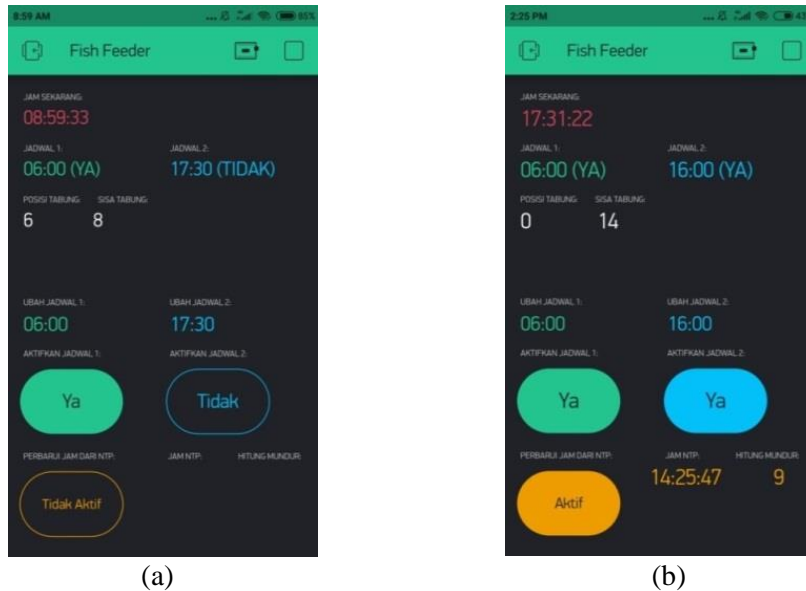 8:59 AM ... 85%
Fish Feeder
JAM SEKARANG:
08:59:33
JADWAL 1: JADWAL 2:
06:00 (YA) 17:30 (TIDAK)
POSISI TABUNG: SISA TABUNG:
6 8
UBAH JADWAL 1: UBAH JADWAL 2:
06:00 17:30
AKTIFKAN JADWAL 1: AKTIFKAN JADWAL 2:
Ya Tidak
PERBARUI JAM DARI NTP: JAM NTP: HITUNG MUNDUR:
Tidak Aktif
(a)
2:25 PM ... 43
Fish Feeder
JAM SEKARANG:
17:31:22
JADWAL 1: JADWAL 2:
06:00 (YA) 16:00 (YA)
POSISI TABUNG: SISA TABUNG:
0 14
UBAH JADWAL 1: UBAH JADWAL 2:
06:00 16:00
AKTIFKAN JADWAL 1: AKTIFKAN JADWAL 2:
Ya Ya
PERBARUI JAM DARI NTP: JAM NTP: HITUNG MUNDUR:
14:25:47 9
Aktif
(b)